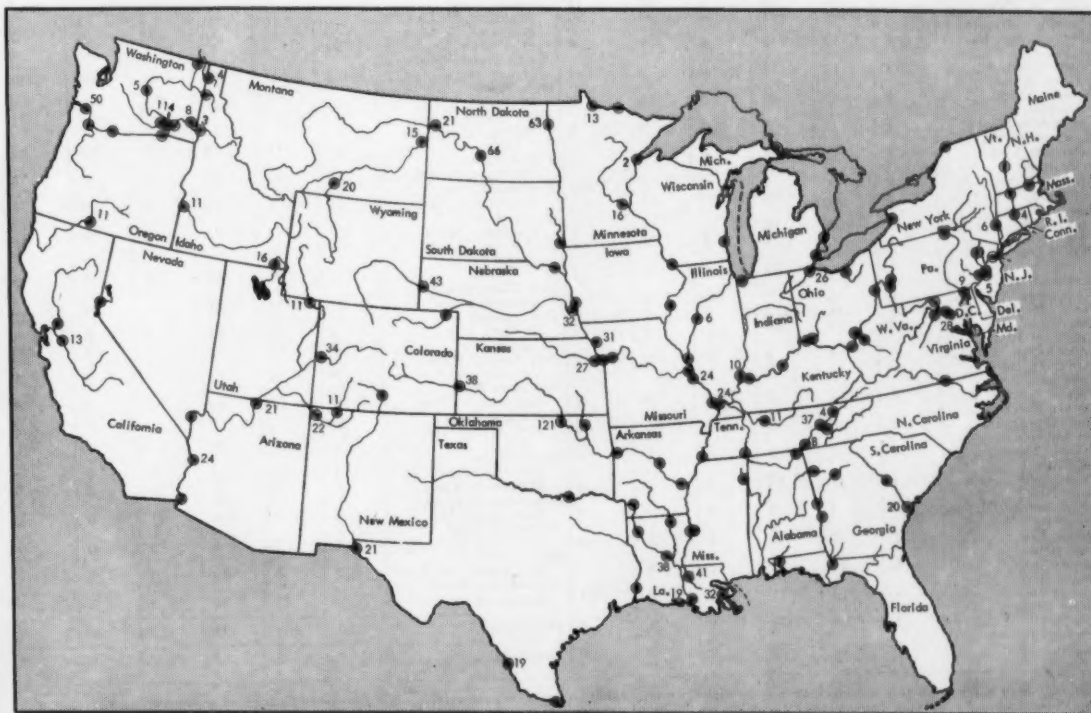 Washington
4
7
5
50
114
8
3
Montana
15
21
North Dakota
63
66
13
2
Mich.
Wisconsin
16
Minnesota
Michigan
Maine
Vt.
N.H.
Mass.
4
R.I.
Conn.
6
New York
Pa.
9
5
N.J.
D.C.
Del.
Md.
28
Virginia
W.Va.
26
Ohio
Indiana
Illinois
6
Iowa
South Dakota
Nebraska
43
32
20
Wyoming
11
Oregon
Idaho
11
16
11
Nevada
13
California
24
Utah
34
21
Colorado
11
22
Arizona
New Mexico
21
38
Kansas
31
27
Oklahoma
121
Texas
19
Missouri
24
24
10
Kentucky
11
Tenn.
37
4
8
N.Carolina
S.Carolina
20
Georgia
Alabama
Miss.
Arkansas
38
41
La.
19
32
Florida